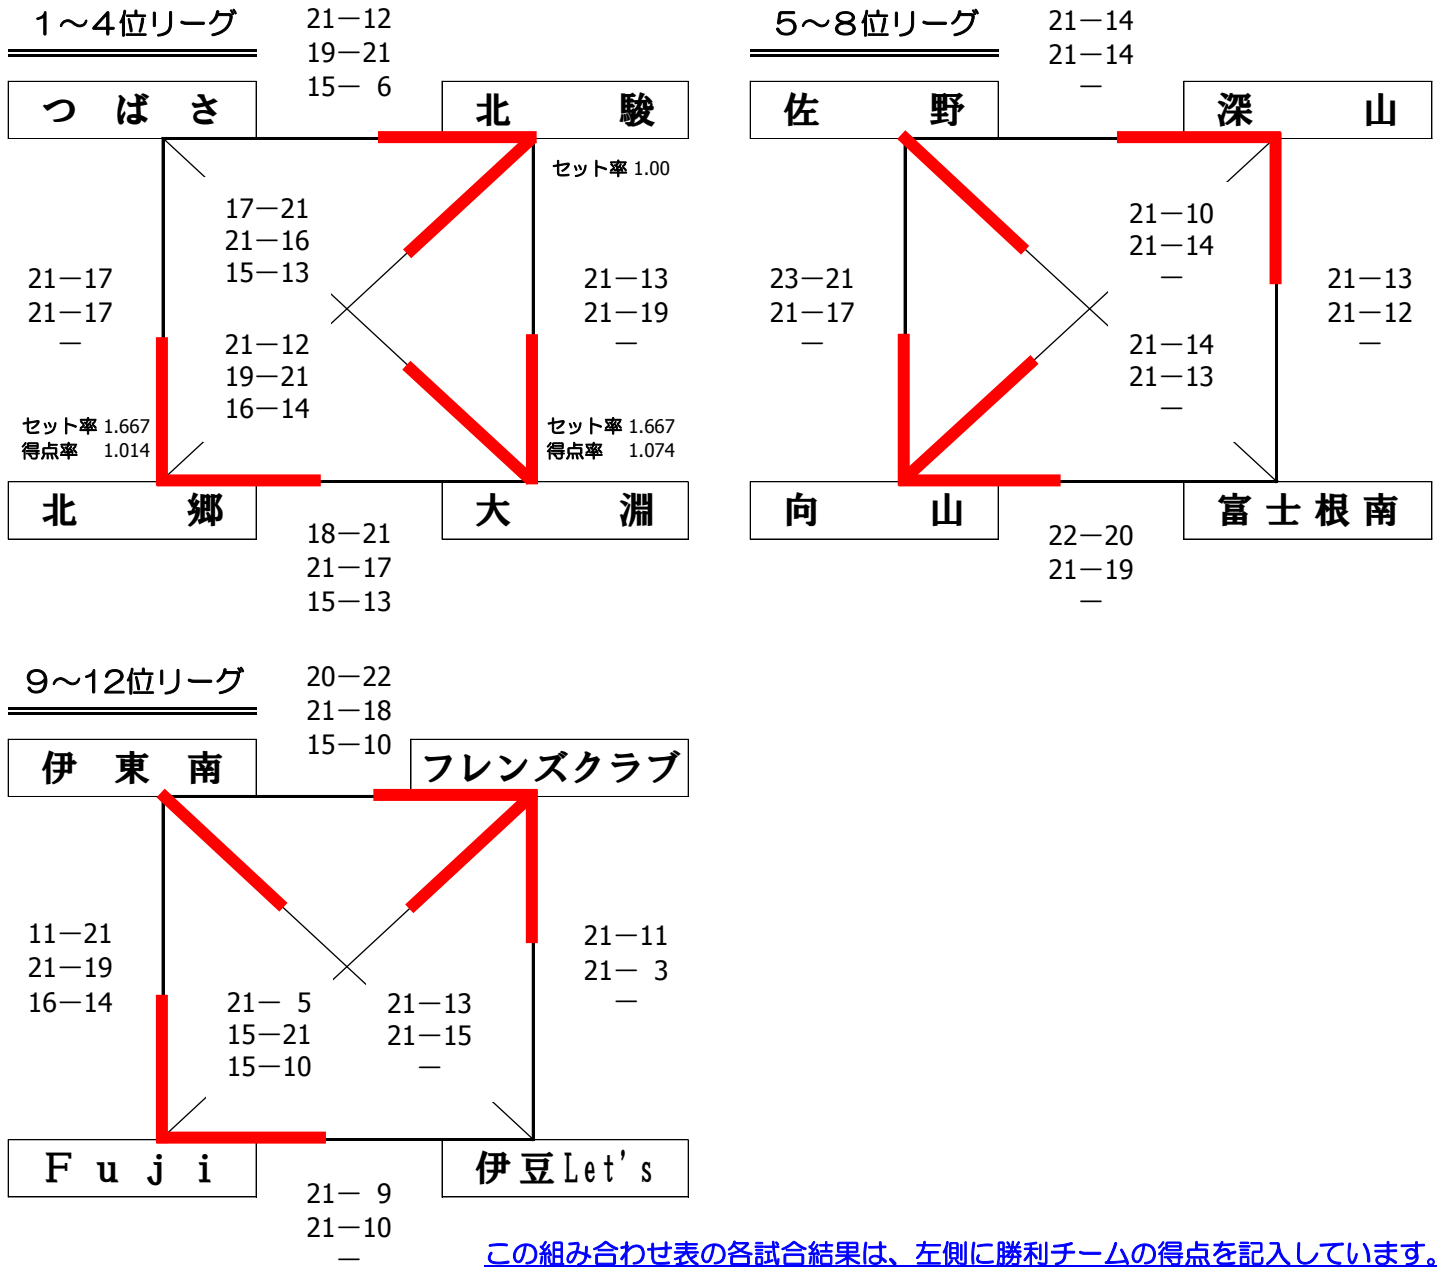 1～4位リーグ
21－12
19－21
15－ 6
つ ば さ
北 駿
セット率 1.00
17－21
21－16
15－13
21－17
21－17
－
21－13
21－19
－
21－12
19－21
16－14
セット率 1.667
得点率 1.014
セット率 1.667
得点率 1.074
北 郷
大 淵
18－21
21－17
15－13
5～8位リーグ
21－14
21－14
－
佐 野
深 山
21－10
21－14
－
23－21
21－17
－
21－13
21－12
－
21－14
21－13
－
向 山
富 士 根 南
22－20
21－19
－
9～12位リーグ
20－22
21－18
15－10
伊 東 南
フレンズクラブ
11－21
21－19
16－14
21－11
21－ 3
－
21－ 5
15－21
15－10
21－13
21－15
－
F u j i
伊豆Let's
21－ 9
21－10
－
この組み合わせ表の各試合結果は、左側に勝利チームの得点を記入しています。